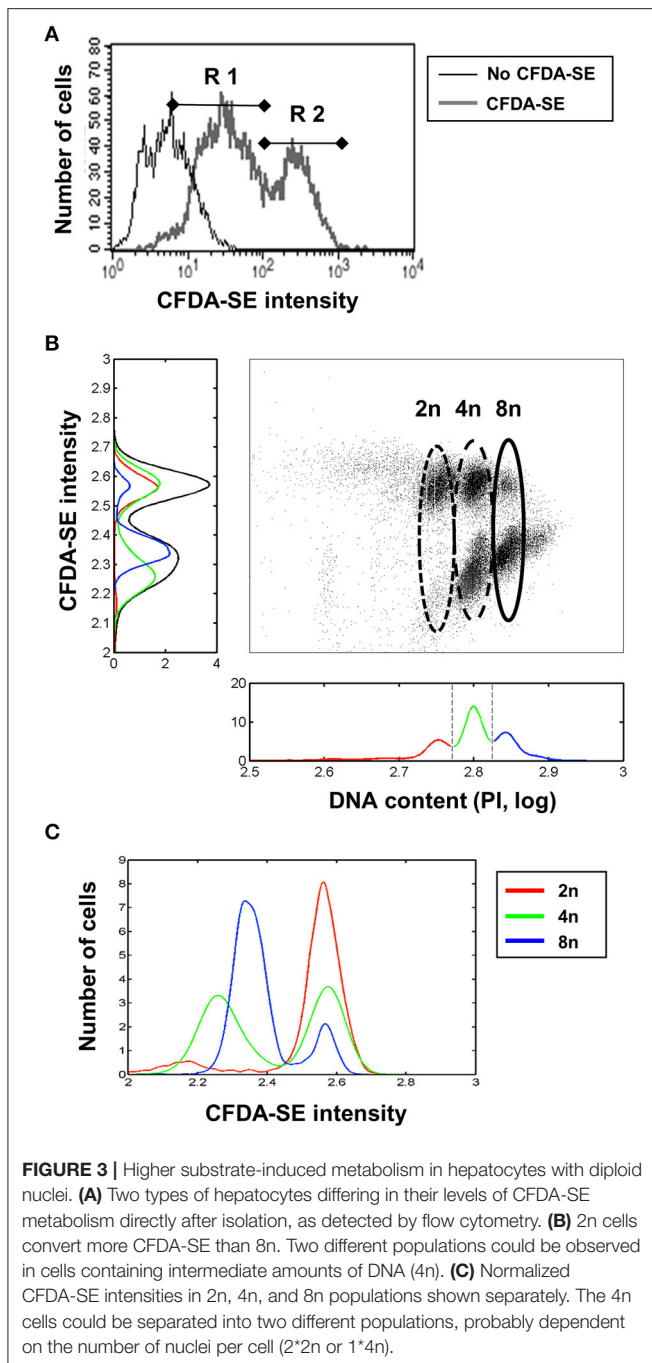 A
Number of cells
80
70
60
50
40
30
20
10
0
R 1
R 2
10^0
10^1
10^2
10^3
10^4
CFDA-SE intensity
No CFDA-SE
CFDA-SE
B
CFDA-SE intensity
3
2.9
2.8
2.7
2.6
2.5
2.4
2.3
2.2
2.1
2
0
2
4
2n
4n
8n
20
10
0
2.5
2.6
2.7
2.8
2.9
3
DNA content (PI, log)
C
Number of cells
9
8
7
6
5
4
3
2
1
0
2
2.2
2.4
2.6
2.8
3
CFDA-SE intensity
2n
4n
8n
FIGURE 3 | Higher substrate-induced metabolism in hepatocytes with diploid
nuclei. (A) Two types of hepatocytes differing in their levels of CFDA-SE
metabolism directly after isolation, as detected by flow cytometry. (B) 2n cells
convert more CFDA-SE than 8n. Two different populations could be observed
in cells containing intermediate amounts of DNA (4n). (C) Normalized
CFDA-SE intensities in 2n, 4n, and 8n populations shown separately. The 4n
cells could be separated into two different populations, probably dependent
on the number of nuclei per cell (2*2n or 1*4n).